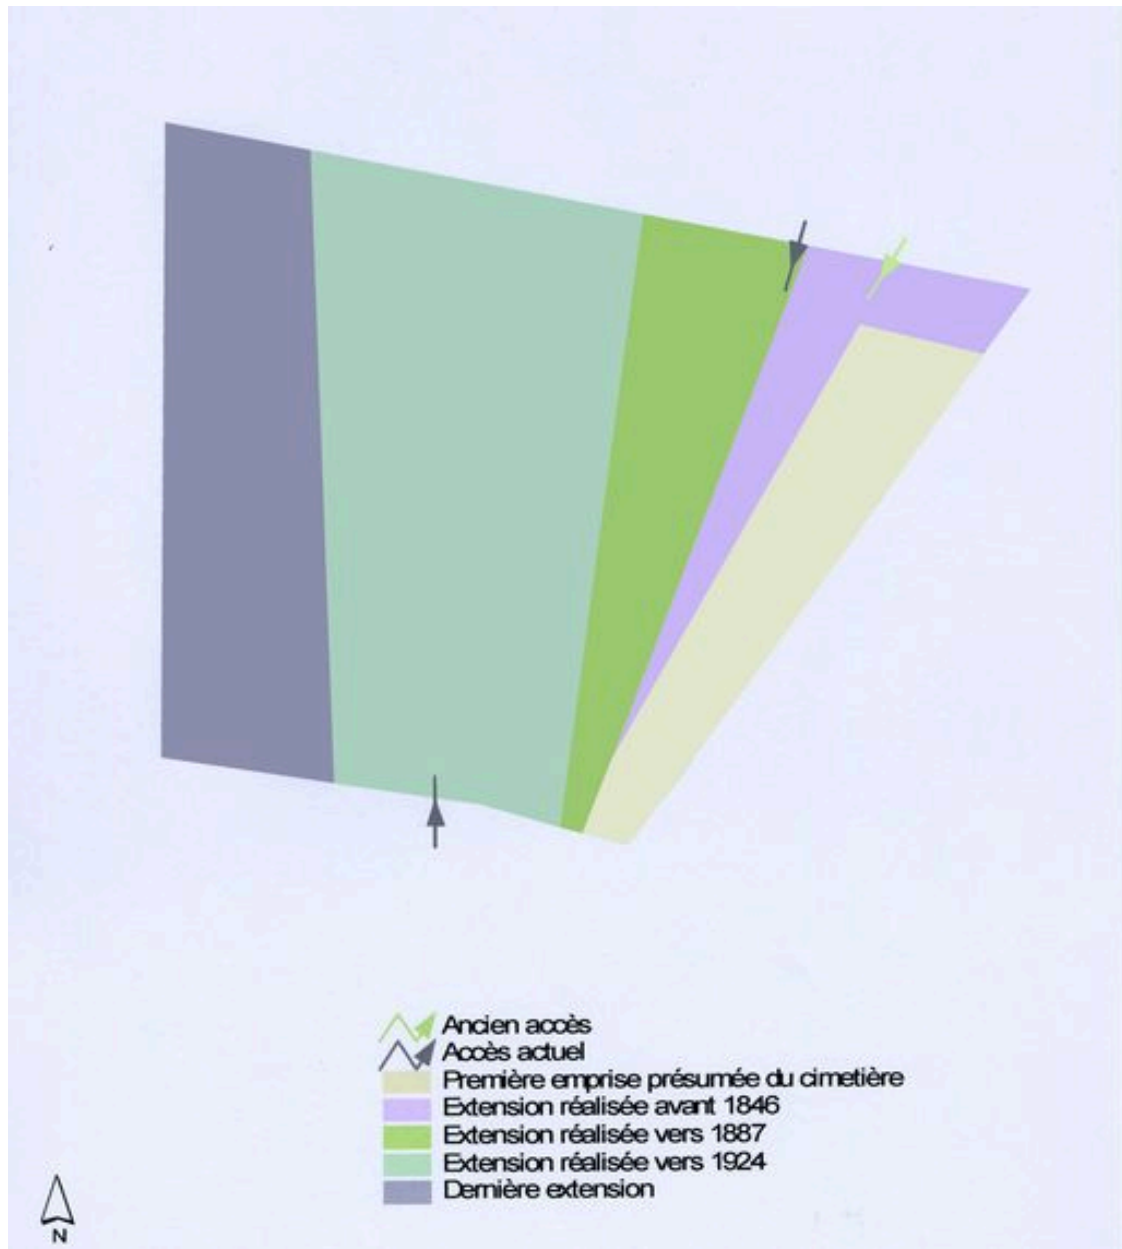 Ancien accès
Accès actuel
Première emprise présumée du cimetière
Extension réalisée avant 1846
Extension réalisée vers 1887
Extension réalisée vers 1924
Dernière extension
N